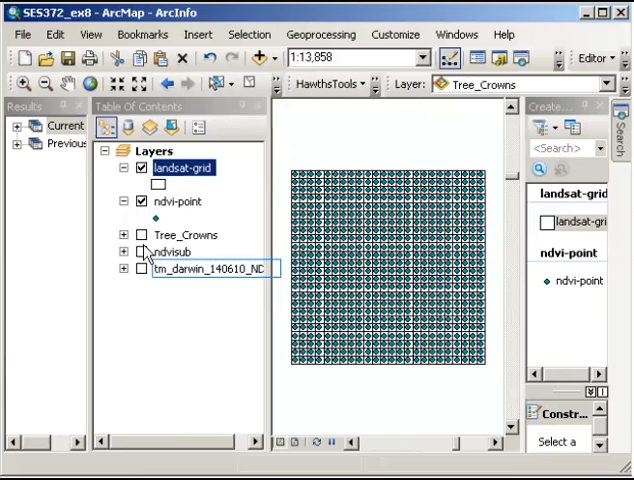 SES372_ex8 - ArcMap - ArcInfo
File Edit View Bookmarks Insert Selection Geoprocessing Customize Windows Help
1:13,858 Editor
HawthsTools Layer: Tree_Crowns
Results Table Of Contents Create...
Current
Previous
Layers
landsat-grid
ndvi-point
Tree_Crowns
ndvisub
tm_darwin_140610_ND
<Search>
landsat-grid
landsat-gri
ndvi-point
ndvi-point
Constr...
Select a
Search